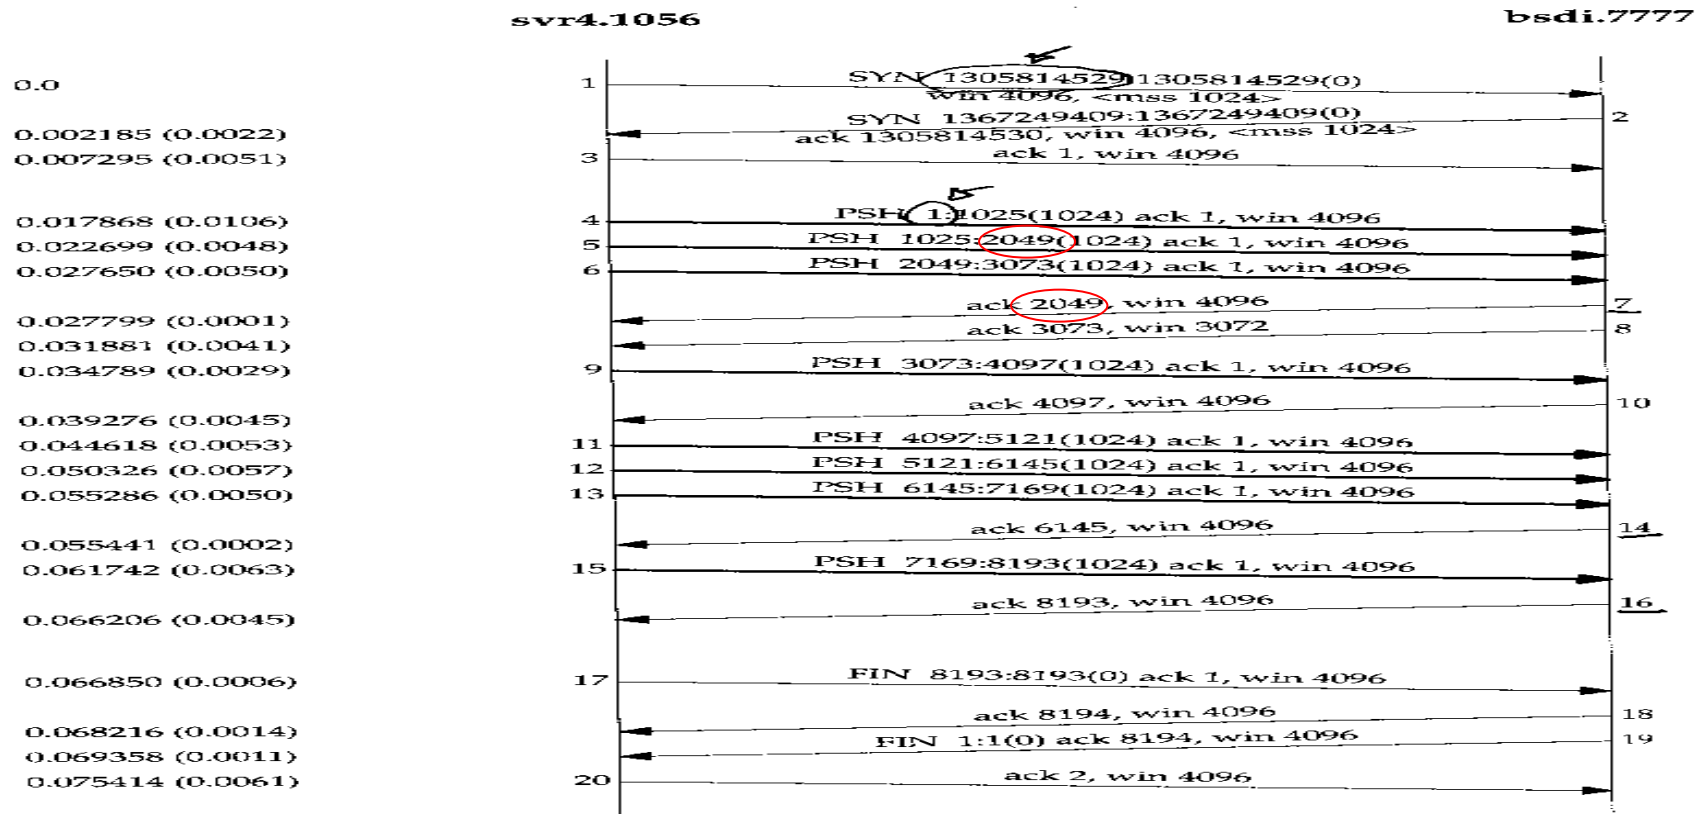 svr4.1056 bsdi.7777
0.0 1 SYN 1305814529:1305814529(0)
win 4096, <mss 1024>
SYN 1367249409:1367249409(0) 2
0.002185 (0.0022) ack 1305814530, win 4096, <mss 1024>
0.007295 (0.0051) 3 ack 1, win 4096
0.017868 (0.0106) 4 PSH 1:1025(1024) ack 1, win 4096
0.022699 (0.0048) 5 PSH 1025:2049(1024) ack 1, win 4096
0.027650 (0.0050) 6 PSH 2049:3073(1024) ack 1, win 4096
ack 2049, win 4096 7
0.027799 (0.0001)
ack 3073, win 3072 8
0.031881 (0.0041)
0.034789 (0.0029) 9 PSH 3073:4097(1024) ack 1, win 4096
ack 4097, win 4096 10
0.039276 (0.0045)
0.044618 (0.0053) 11 PSH 4097:5121(1024) ack 1, win 4096
0.050326 (0.0057) 12 PSH 5121:6145(1024) ack 1, win 4096
0.055286 (0.0050) 13 PSH 6145:7169(1024) ack 1, win 4096
ack 6145, win 4096 14
0.055441 (0.0002)
0.061742 (0.0063) 15 PSH 7169:8193(1024) ack 1, win 4096
ack 8193, win 4096 16
0.066206 (0.0045)
0.066850 (0.0006) 17 FIN 8193:8193(0) ack 1, win 4096
ack 8194, win 4096 18
0.068216 (0.0014)
FIN 1:1(0) ack 8194, win 4096 19
0.069358 (0.0011)
0.075414 (0.0061) 20 ack 2, win 4096